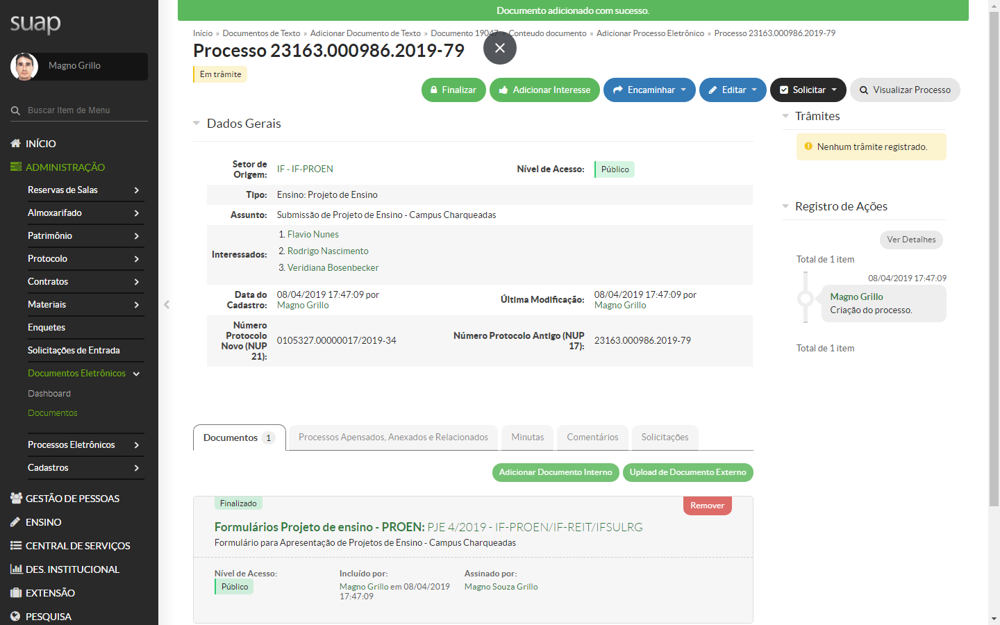 Documento adicionado com sucesso.
suap
Magno Grillo
Buscar Item de Menu
INÍCIO
ADMINISTRAÇÃO
Reservas de Salas
Almoxarifado
Patrimônio
Protocolo
Contratos
Materiais
Enquetes
Solicitações de Entrada
Documentos Eletrônicos
Dashboard
Documentos
Processos Eletrônicos
Cadastros
GESTÃO DE PESSOAS
ENSINO
CENTRAL DE SERVIÇOS
DES. INSTITUCIONAL
EXTENSÃO
PESQUISA
Início » Documentos de Texto » Adicionar Documento de Texto » Documento 19047 » Conteudo documento » Adicionar Processo Eletrônico » Processo 23163.000986.2019-79
Processo 23163.000986.2019-79
Em trâmite
Finalizar Adicionar Interesse Encaminhar Editar Solicitar Visualizar Processo
Dados Gerais
Setor de Origem: IF - IF-PROEN Nível de Acesso: Público
Tipo: Ensino: Projeto de Ensino
Assunto: Submissão de Projeto de Ensino - Campus Charqueadas
Interessados:
1. Flavio Nunes
2. Rodrigo Nascimento
3. Veridiana Bosenbecker
Data do Cadastro: 08/04/2019 17:47:09 por Magno Grillo Última Modificação: 08/04/2019 17:47:09 por Magno Grillo
Número Protocolo Novo (NUP 21): 0105327.00000017/2019-34 Número Protocolo Antigo (NUP 17): 23163.000986.2019-79
Documentos 1 Processos Apensados, Anexados e Relacionados Minutas Comentários Solicitações
Adicionar Documento Interno Upload de Documento Externo
Finalizado Remover
Formulários Projeto de ensino - PROEN: PJE 4/2019 - IF-PROEN/IF-REIT/IFSULRG
Formulário para Apresentação de Projetos de Ensino - Campus Charqueadas
Nível de Acesso: Incluído por: Assinado por:
Público Magno Grillo em 08/04/2019 17:47:09 Magno Souza Grillo
Trâmites
Nenhum trâmite registrado.
Registro de Ações
Ver Detalhes
Total de 1 item
08/04/2019 17:47:09
Magno Grillo
Criação do processo.
Total de 1 item